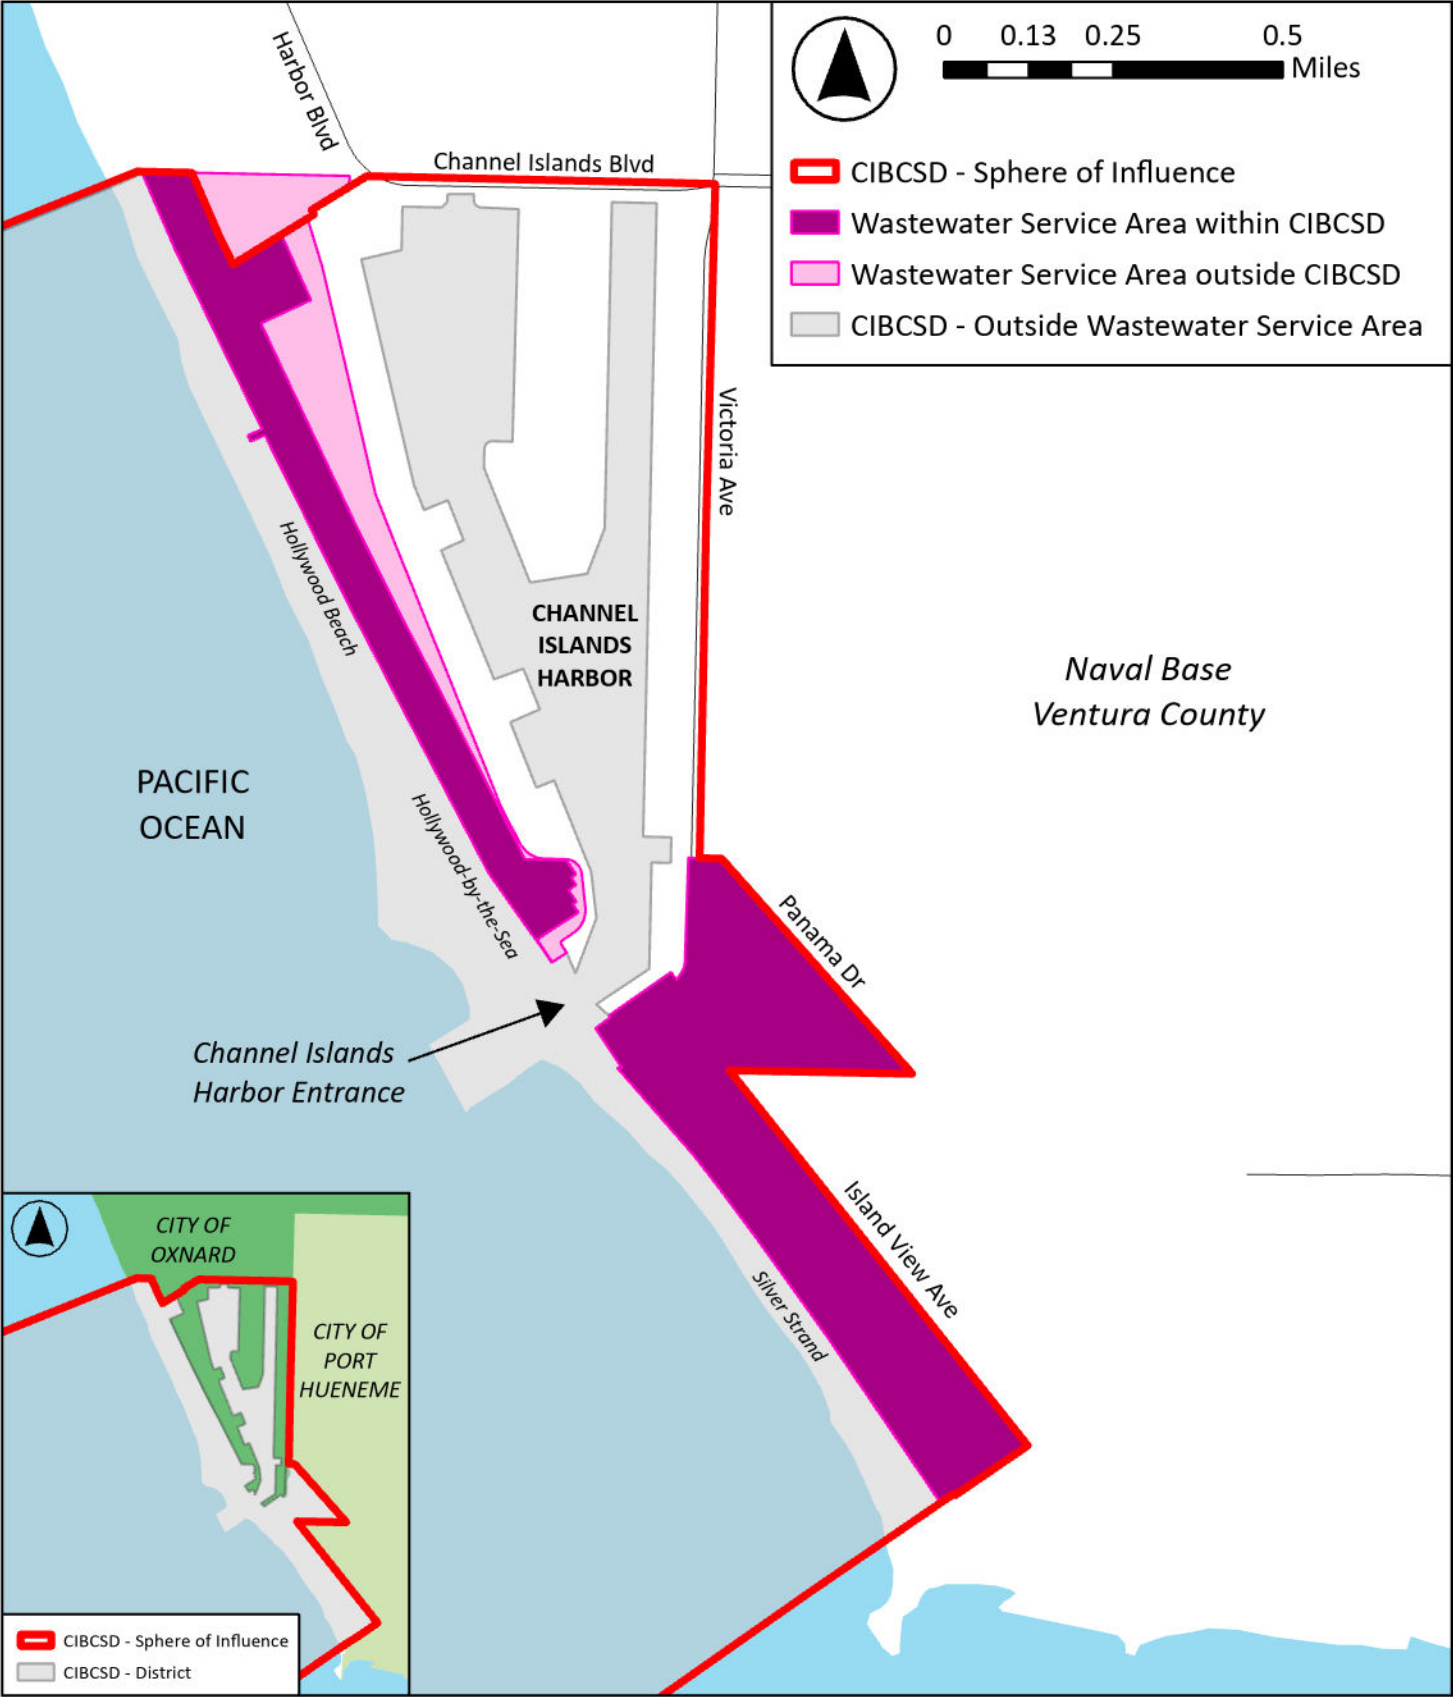 0 0.13 0.25 0.5
Miles
CIBCSD - Sphere of Influence
Wastewater Service Area within CIBCSD
Wastewater Service Area outside CIBCSD
CIBCSD - Outside Wastewater Service Area
Harbor Blvd
Channel Islands Blvd
Victoria Ave
Hollywood Beach
CHANNEL
ISLANDS
HARBOR
Naval Base
Ventura County
PACIFIC
OCEAN
Hollywood-by-the-Sea
Panama Dr
Channel Islands
Harbor Entrance
Island View Ave
Silver Strand
CITY OF
OXNARD
CITY OF
PORT
HUENEME
CIBCSD - Sphere of Influence
CIBCSD - District